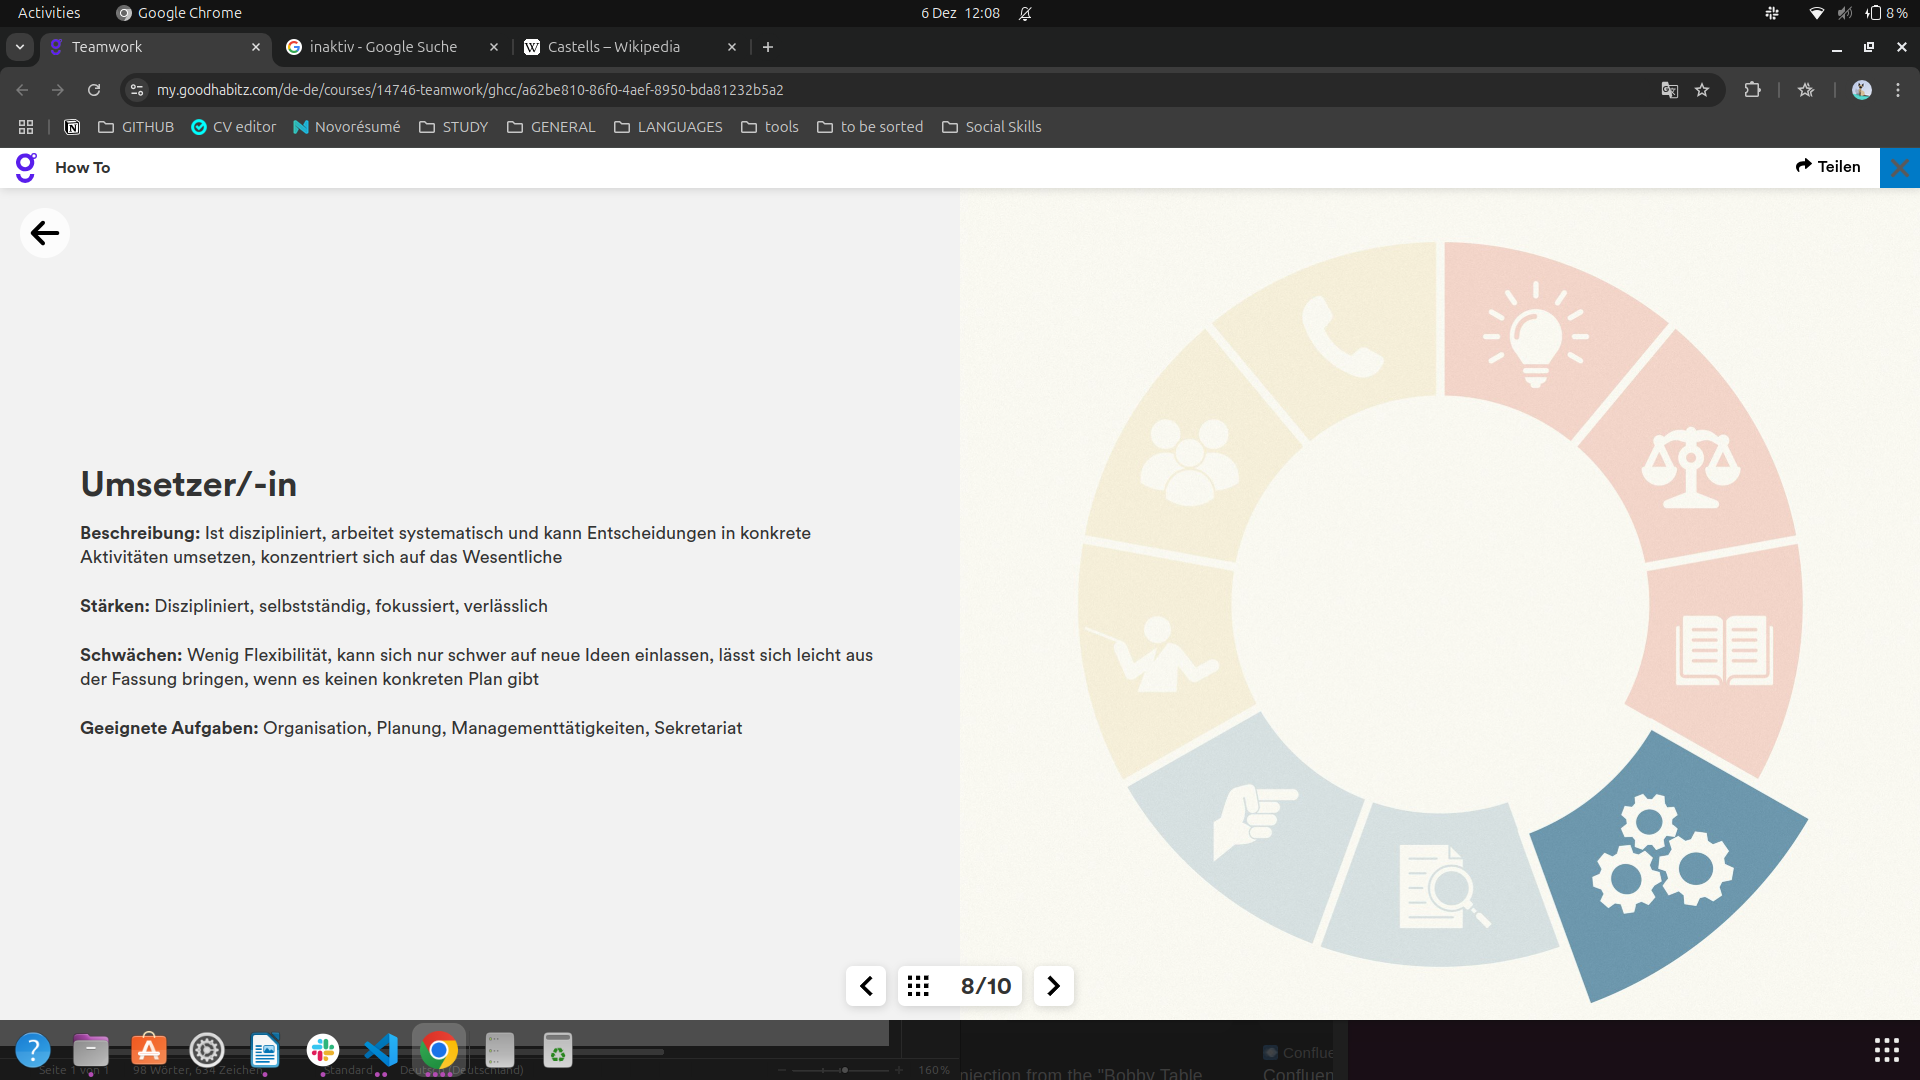 Activities
Google Chrome
6 Dez 12:08
8 %
Teamwork
inaktiv - Google Suche
Castells – Wikipedia
my.goodhabitz.com/de-de/courses/14746-teamwork/ghcc/a62be810-86f0-4aef-8950-bda81232b5a2
GITHUB
CV editor
Novorésumé
STUDY
GENERAL
LANGUAGES
tools
to be sorted
Social Skills
How To
Teilen
Umsetzer/-in
Beschreibung: Ist diszipliniert, arbeitet systematisch und kann Entscheidungen in konkrete
Aktivitäten umsetzen, konzentriert sich auf das Wesentliche
Stärken: Diszipliniert, selbstständig, fokussiert, verlässlich
Schwächen: Wenig Flexibilität, kann sich nur schwer auf neue Ideen einlassen, lässt sich leicht aus
der Fassung bringen, wenn es keinen konkreten Plan gibt
Geeignete Aufgaben: Organisation, Planung, Managementtätigkeiten, Sekretariat
8/10
Seite 1 von 1
98 Wörter, 634 Zeichen
Standard
Deutsch (Deutschland)
160%
from the "Bobby Table